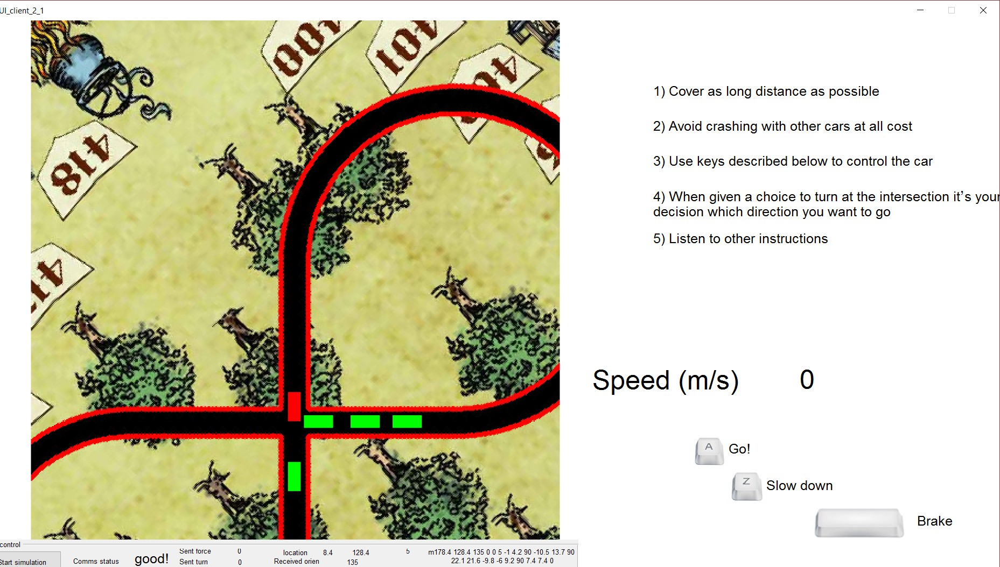 UI_client_2_1
400
401
418
1) Cover as long distance as possible
2) Avoid crashing with other cars at all cost
3) Use keys described below to control the car
4) When given a choice to turn at the intersection it's your
decision which direction you want to go
5) Listen to other instructions
Speed (m/s) 0
A Go!
Z Slow down
Brake
control
Start simulation
Comms status good!
Sent force 0
Sent turn 0
location 8.4 128.4 5
Received orien 135
m178.4 128.4 135 0 0 5 -1 4.2 90 -10.5 13.7 90
22.1 21.6 -9.8 -6 9.2 90 7.4 7.4 0